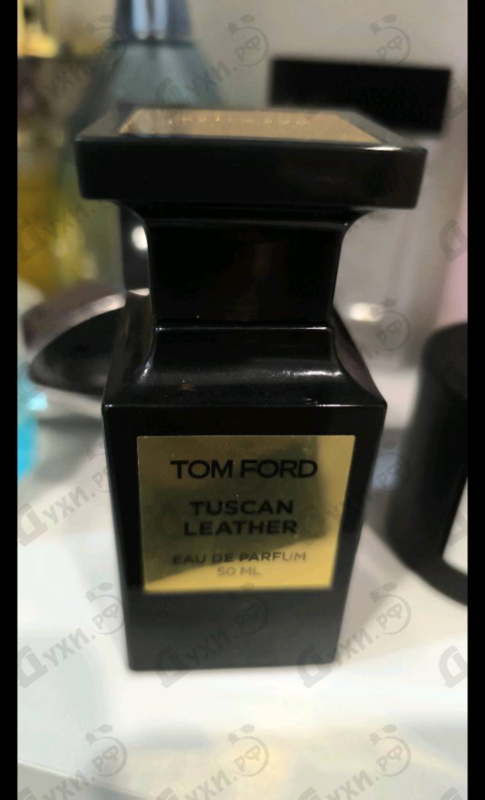 TOM FORD
TUSCAN
LEATHER
EAU DE PARFUM
50 ML
Духи.рф